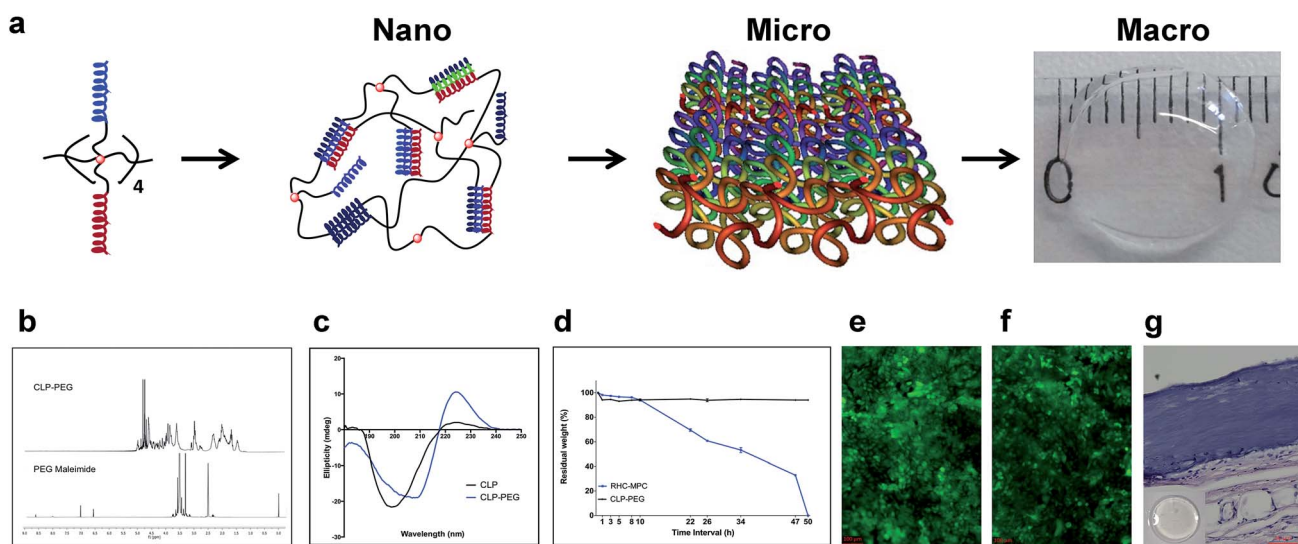 a
Nano
Micro
Macro
4
0
1
b
c
d
e
f
g
CLP-PEG
PEG Maleimide
Ellipticity (mdeg)
20
10
0
-10
-20
-30
190 200 210 220 230 240 250
CLP
CLP-PEG
Wavelength (nm)
Residual weight (%)
100
80
60
40
20
0
RHC-MPC
CLP-PEG
1 3 5 8 10 22 26 34 47 50
Time Interval (h)
100 µm